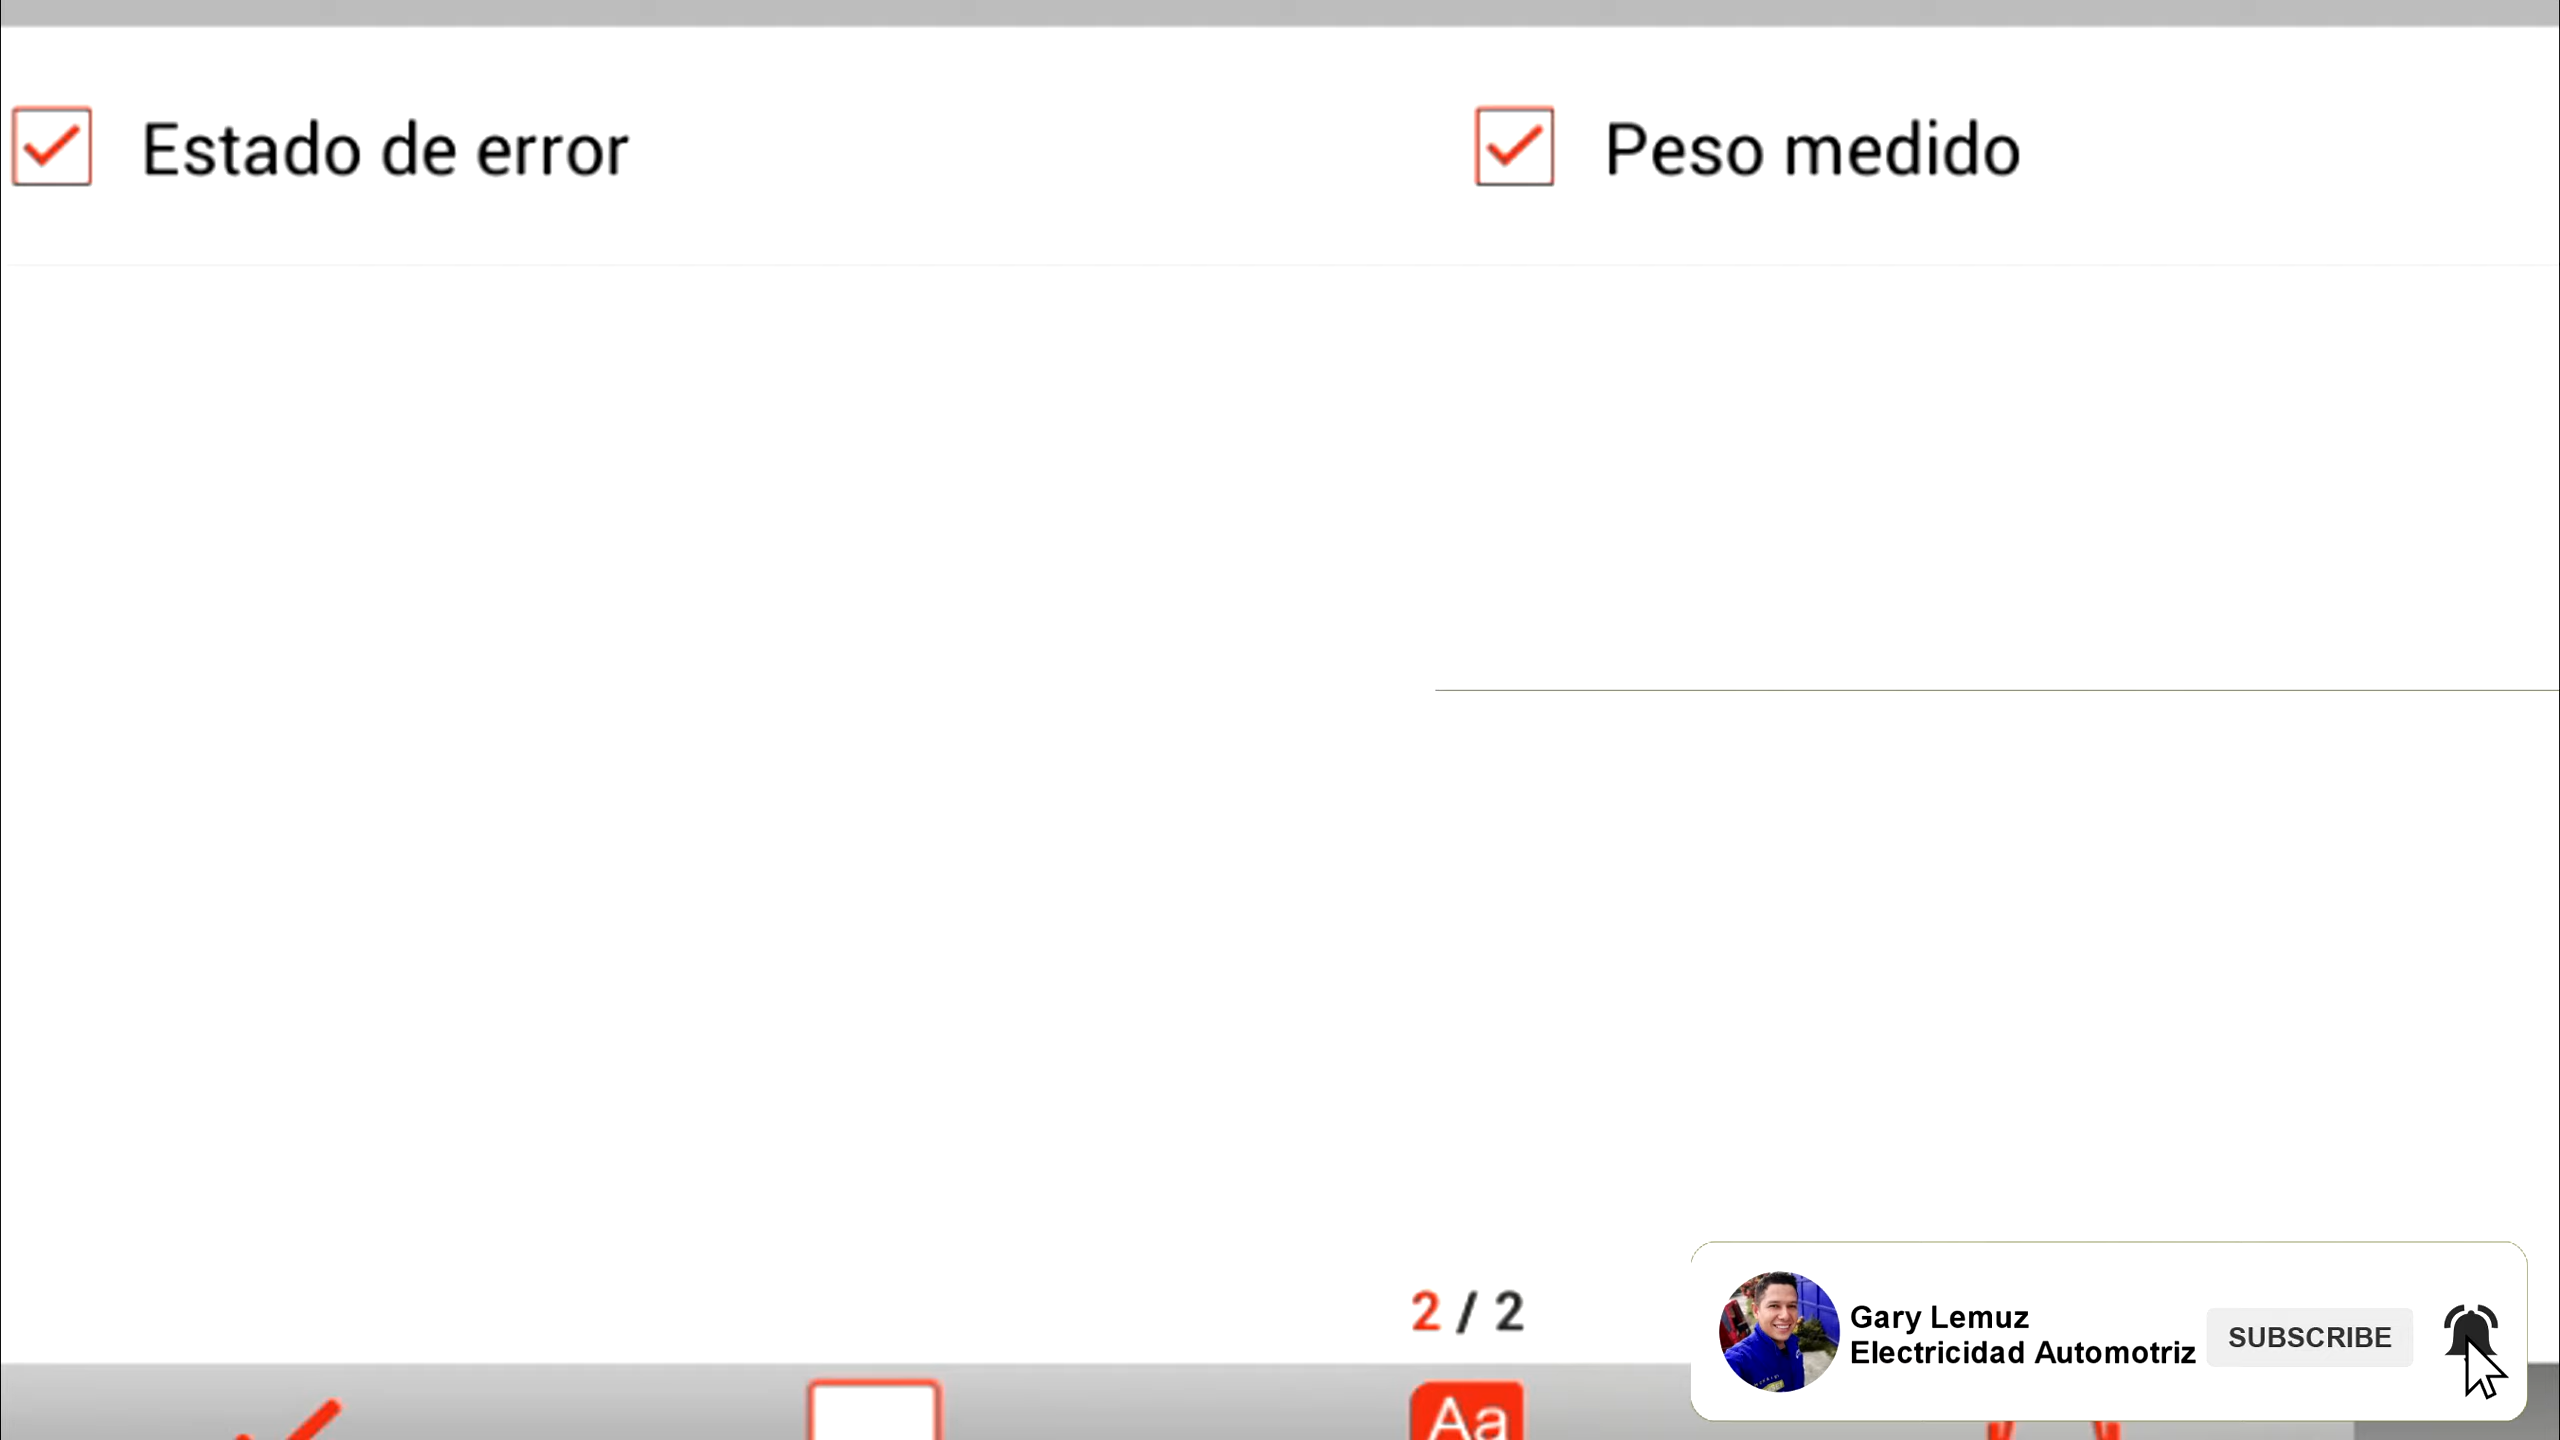 Estado de error
Peso medido
2 / 2
Gary Lemuz
Electricidad Automotriz
SUBSCRIBE
Aa